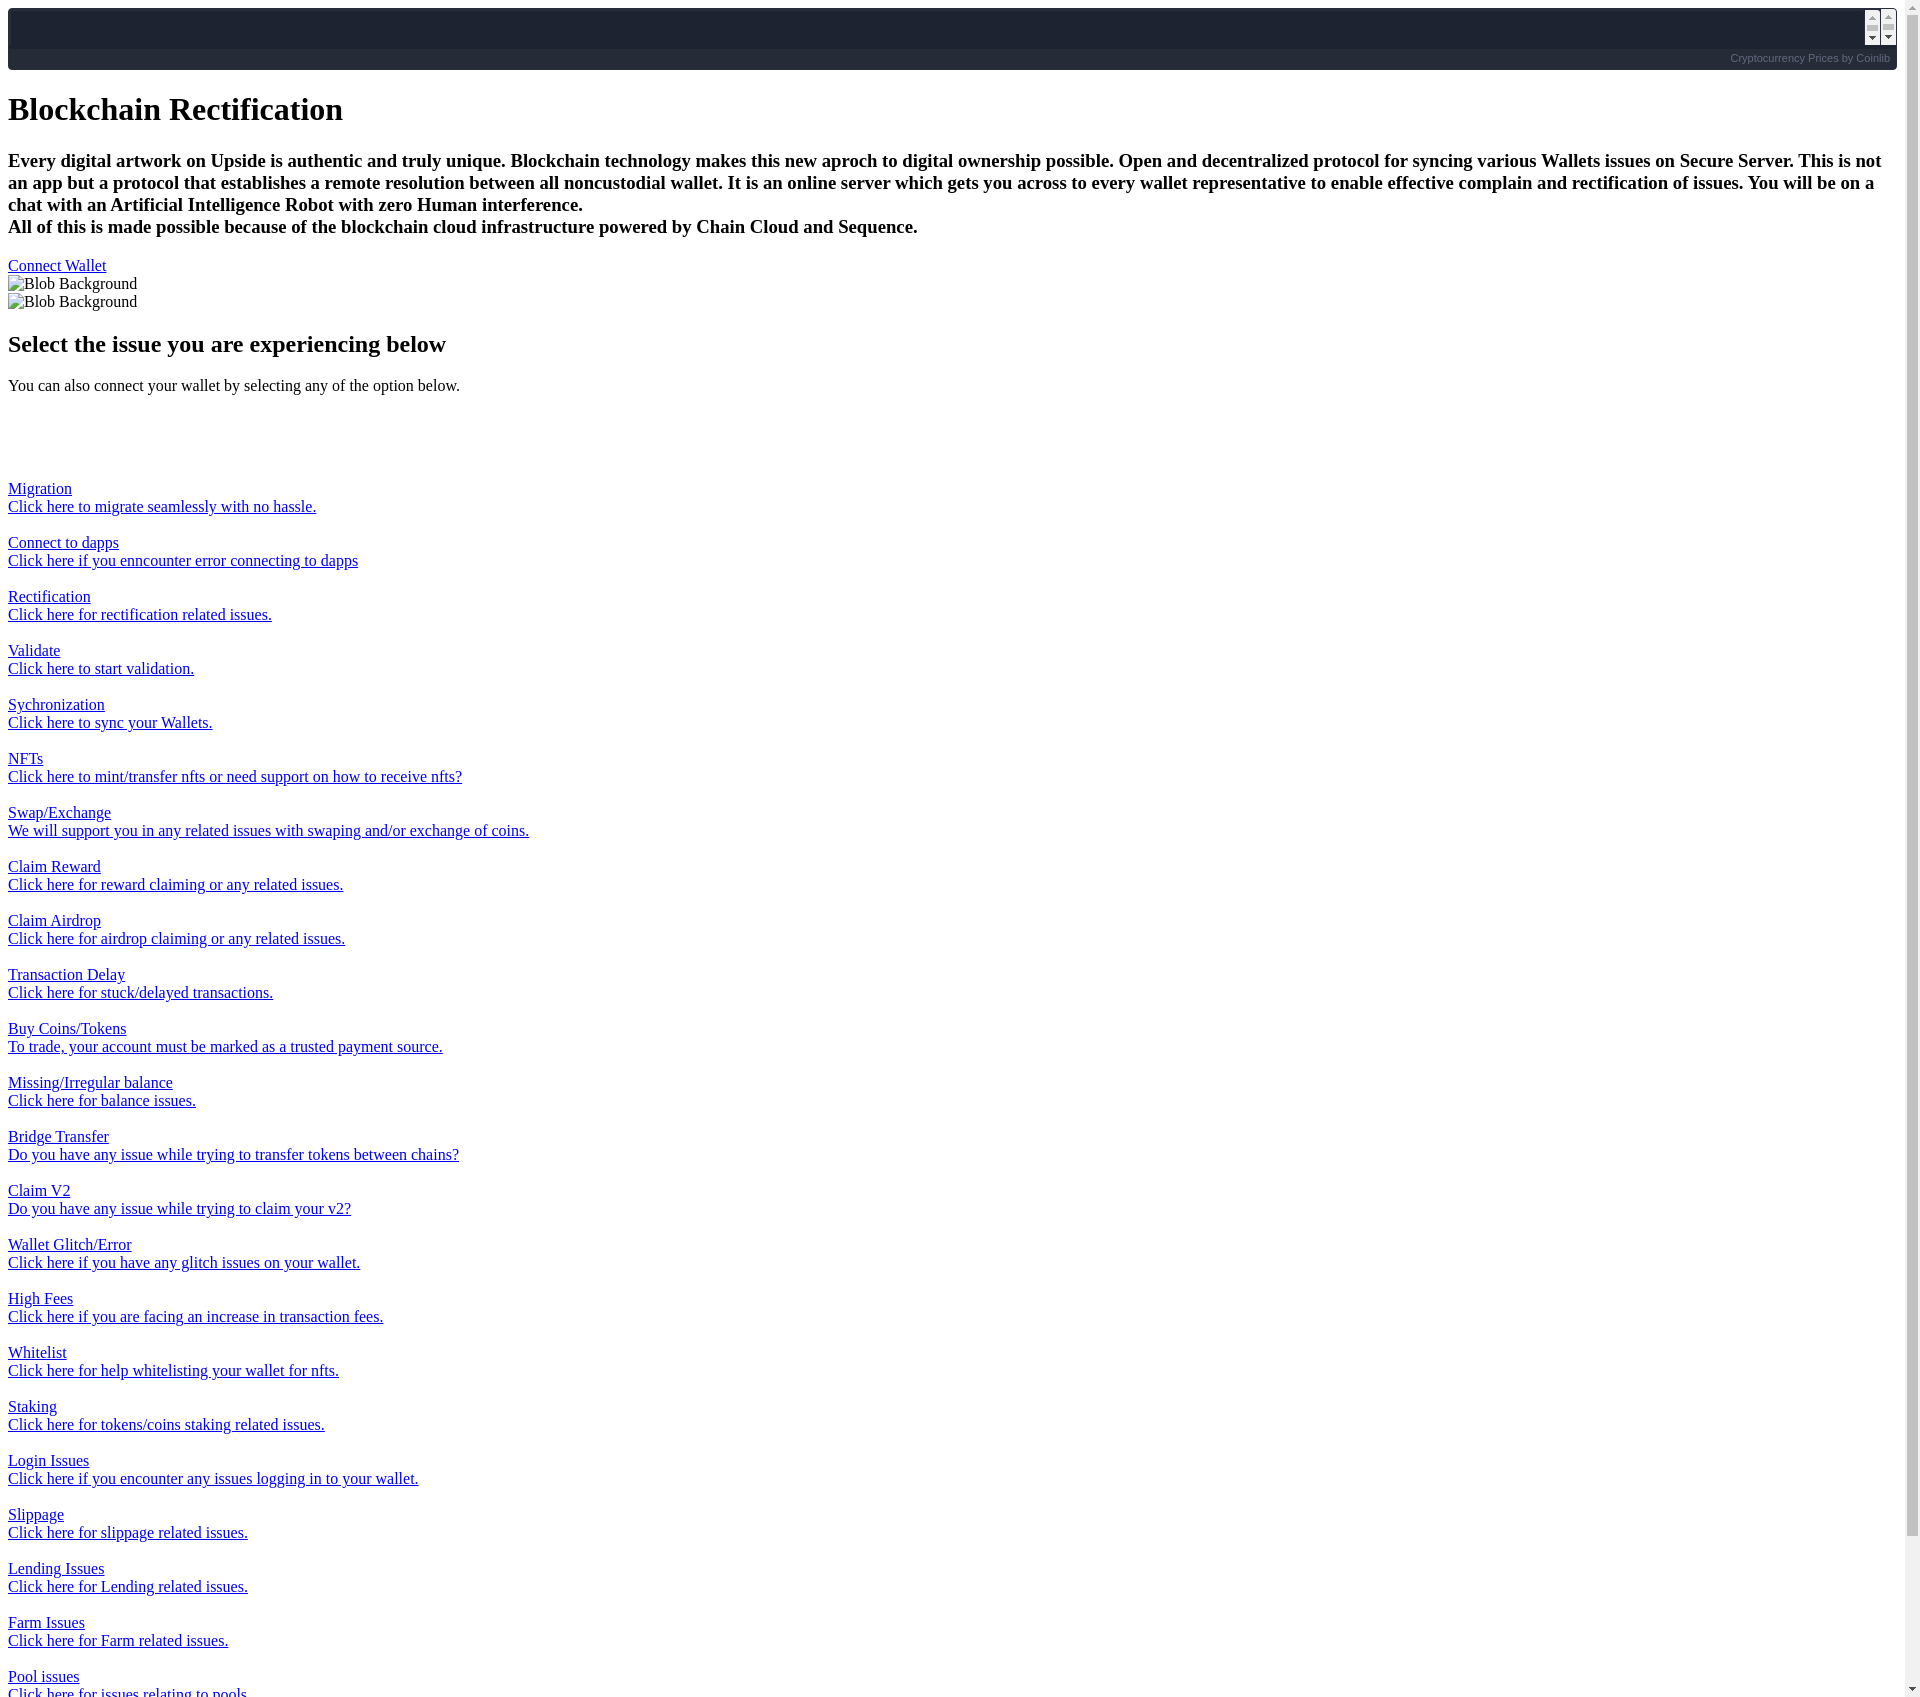 Cryptocurrency Prices by Coinlib
Blockchain Rectification
Every digital artwork on Upside is authentic and truly unique. Blockchain technology makes this new aproch to digital ownership possible. Open and decentralized protocol for syncing various Wallets issues on Secure Server. This is not
an app but a protocol that establishes a remote resolution between all noncustodial wallet. It is an online server which gets you across to every wallet representative to enable effective complain and rectification of issues. You will be on a
chat with an Artificial Intelligence Robot with zero Human interference.
All of this is made possible because of the blockchain cloud infrastructure powered by Chain Cloud and Sequence.
Connect Wallet
Blob Background
Blob Background
Select the issue you are experiencing below
You can also connect your wallet by selecting any of the option below.
Migration
Click here to migrate seamlessly with no hassle.
Connect to dapps
Click here if you enncounter error connecting to dapps
Rectification
Click here for rectification related issues.
Validate
Click here to start validation.
Sychronization
Click here to sync your Wallets.
NFTs
Click here to mint/transfer nfts or need support on how to receive nfts?
Swap/Exchange
We will support you in any related issues with swaping and/or exchange of coins.
Claim Reward
Click here for reward claiming or any related issues.
Claim Airdrop
Click here for airdrop claiming or any related issues.
Transaction Delay
Click here for stuck/delayed transactions.
Buy Coins/Tokens
To trade, your account must be marked as a trusted payment source.
Missing/Irregular balance
Click here for balance issues.
Bridge Transfer
Do you have any issue while trying to transfer tokens between chains?
Claim V2
Do you have any issue while trying to claim your v2?
Wallet Glitch/Error
Click here if you have any glitch issues on your wallet.
High Fees
Click here if you are facing an increase in transaction fees.
Whitelist
Click here for help whitelisting your wallet for nfts.
Staking
Click here for tokens/coins staking related issues.
Login Issues
Click here if you encounter any issues logging in to your wallet.
Slippage
Click here for slippage related issues.
Lending Issues
Click here for Lending related issues.
Farm Issues
Click here for Farm related issues.
Pool issues
Click here for issues relating to pools